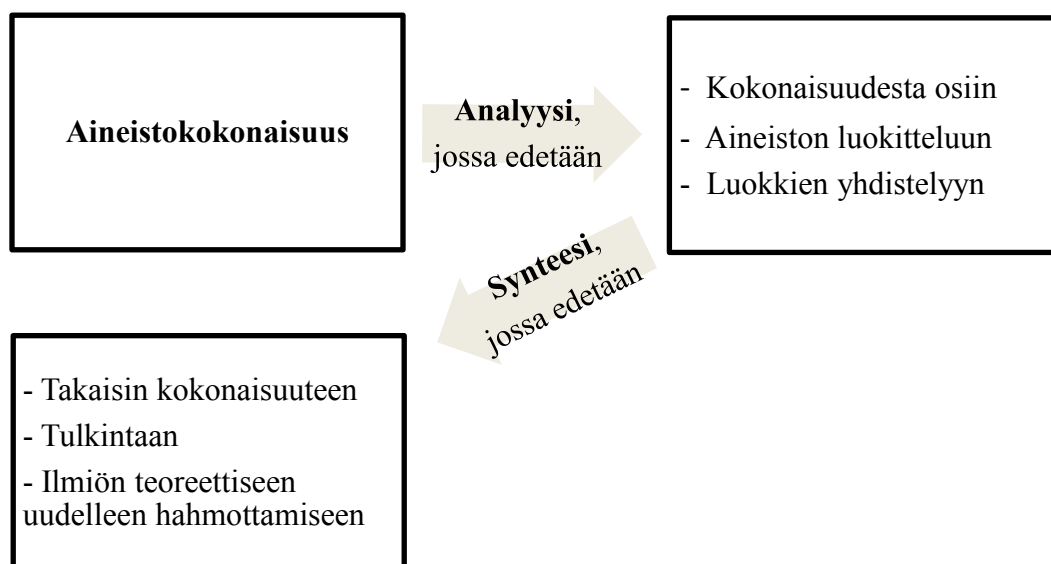 Aineistokokonaisuus
Analyysi,
jossa edetään
- Kokonaisuudesta osiin
- Aineiston luokitteluun
- Luokkien yhdistelyyn
Synteesi,
jossa edetään
- Takaisin kokonaisuuteen
- Tulkintaan
- Ilmiön teoreettiseen
uudelleen hahmottamiseen